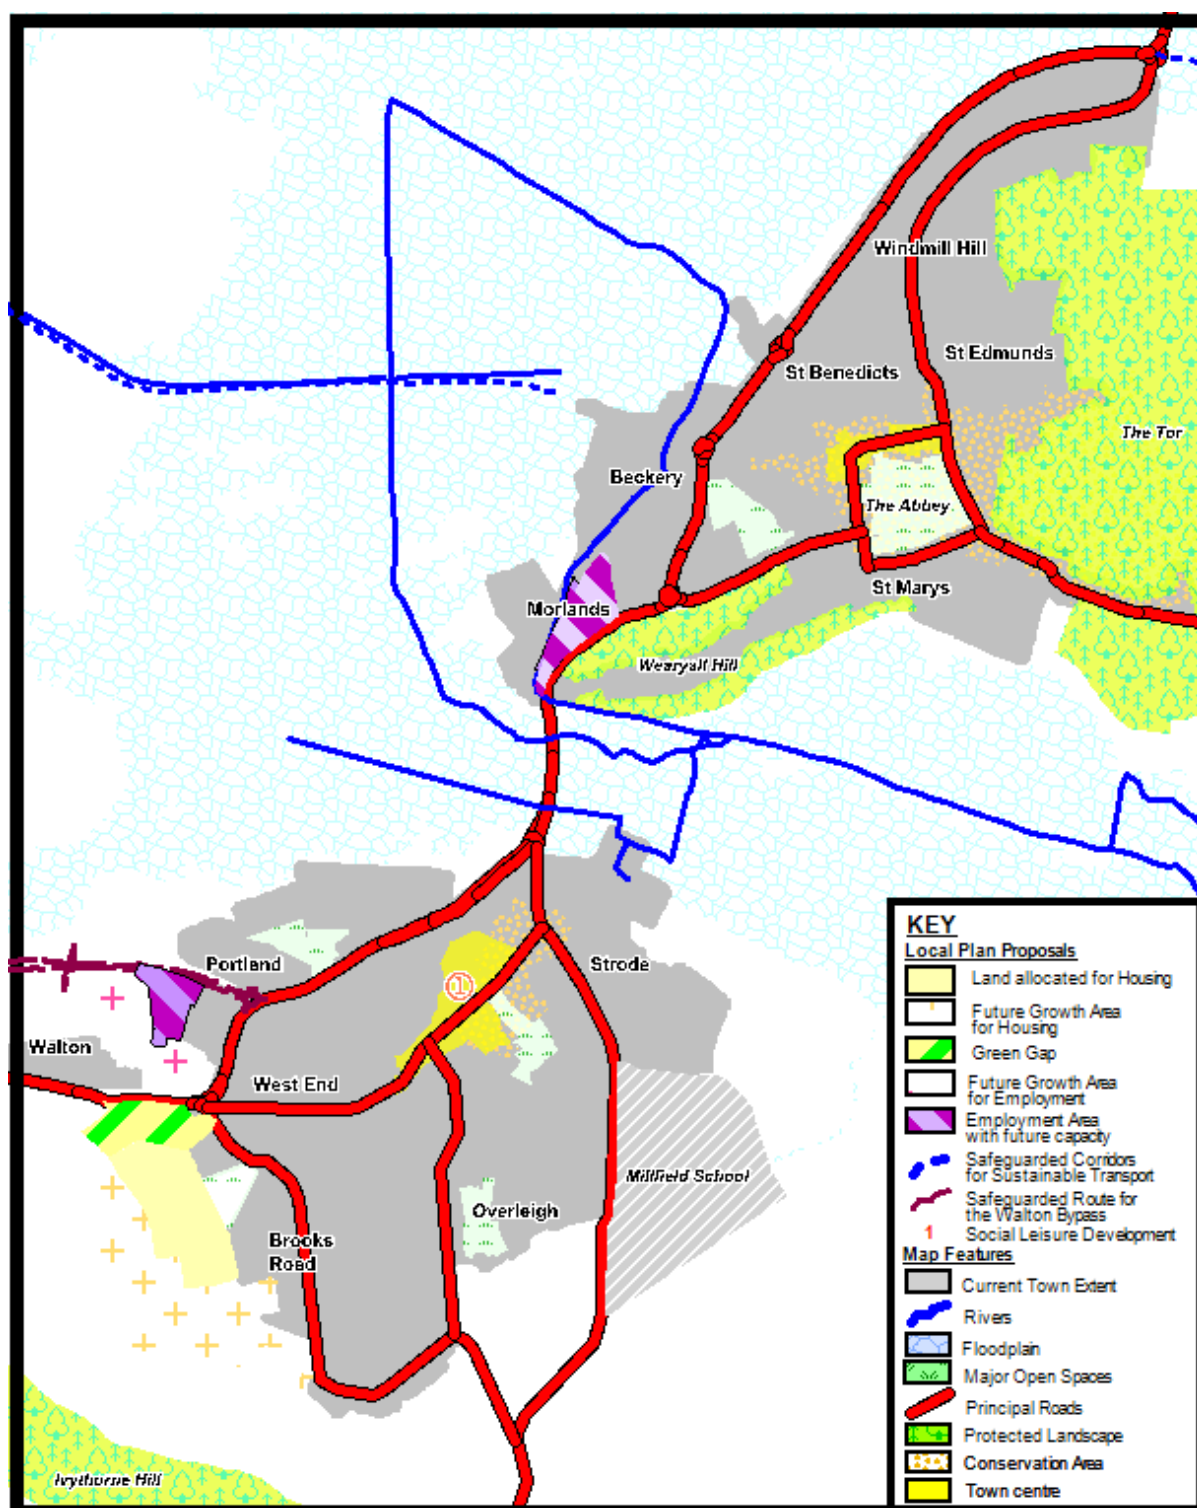 Windmill Hill
St Edmunds
St Benedicts
The Tor
Beckery
The Abbey
St Marys
Morlands
Wearyall Hill
Portland
Strode
1
Walton
West End
Millfield School
Overleigh
Brooks
Road
Ivythorne Hill
KEY
Local Plan Proposals
Land allocated for Housing
Future Growth Area
for Housing
Green Gap
Future Growth Area
for Employment
Employment Area
with future capacity
Safeguarded Corridors
for Sustainable Transport
Safeguarded Route for
the Walton Bypass
1 Social Leisure Development
Map Features
Current Town Extent
Rivers
Floodplain
Major Open Spaces
Principal Roads
Protected Landscape
Conservation Area
Town centre